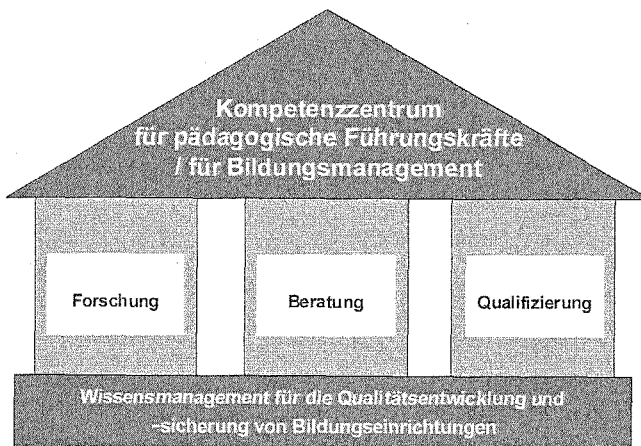 Kompetenzzentrum
für pädagogische Führungskräfte
/ für Bildungsmanagement
Forschung
Beratung
Qualifizierung
Wissensmanagement für die Qualitätsentwicklung und
-sicherung von Bildungseinrichtungen